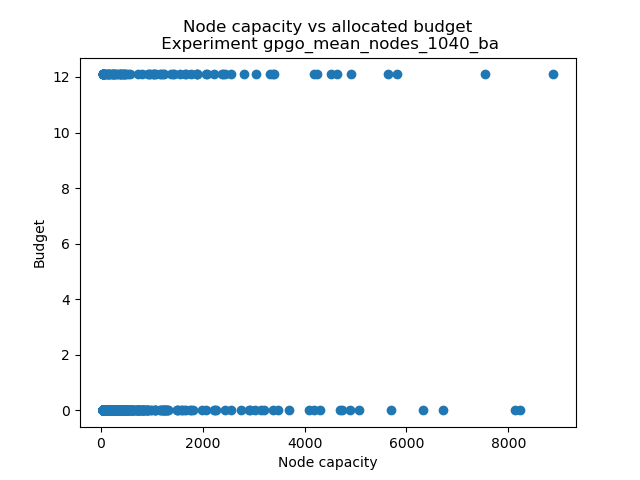 Node capacity vs allocated budget
Experiment gpgo_mean_nodes_1040_ba
12
10
8
6
4
2
0
Budget
0 2000 4000 6000 8000
Node capacity